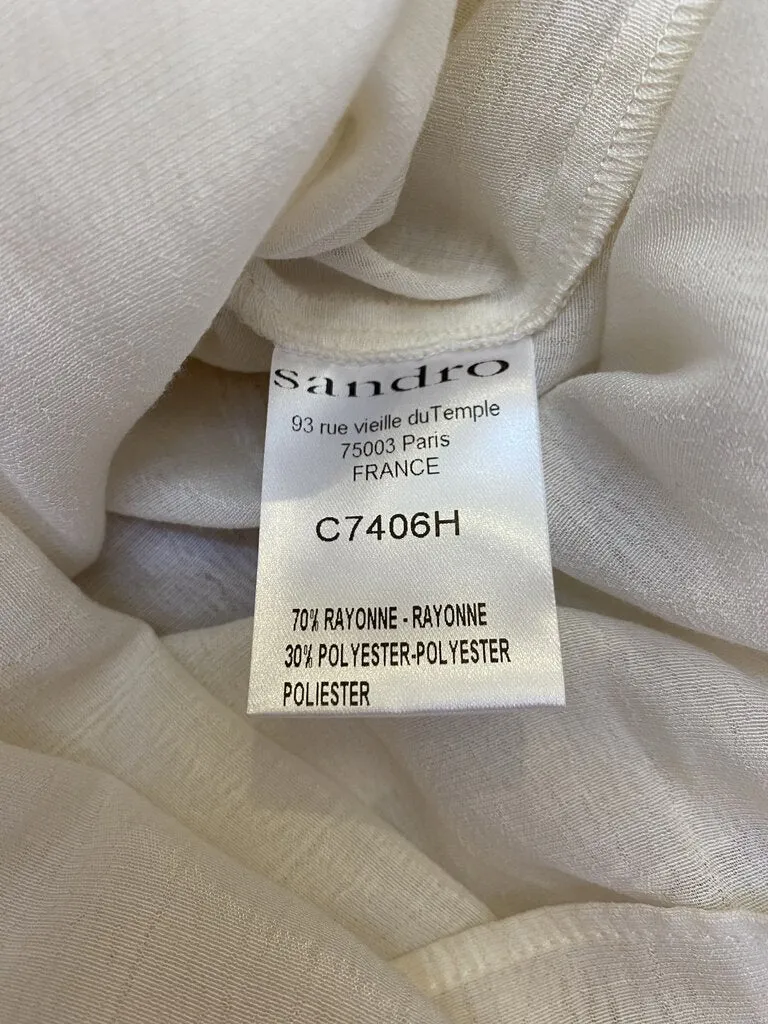 sandro
93 rue vieille duTemple
75003 Paris
FRANCE
C7406H
70% RAYONNE - RAYONNE
30% POLYESTER-POLYESTER
POLIESTER